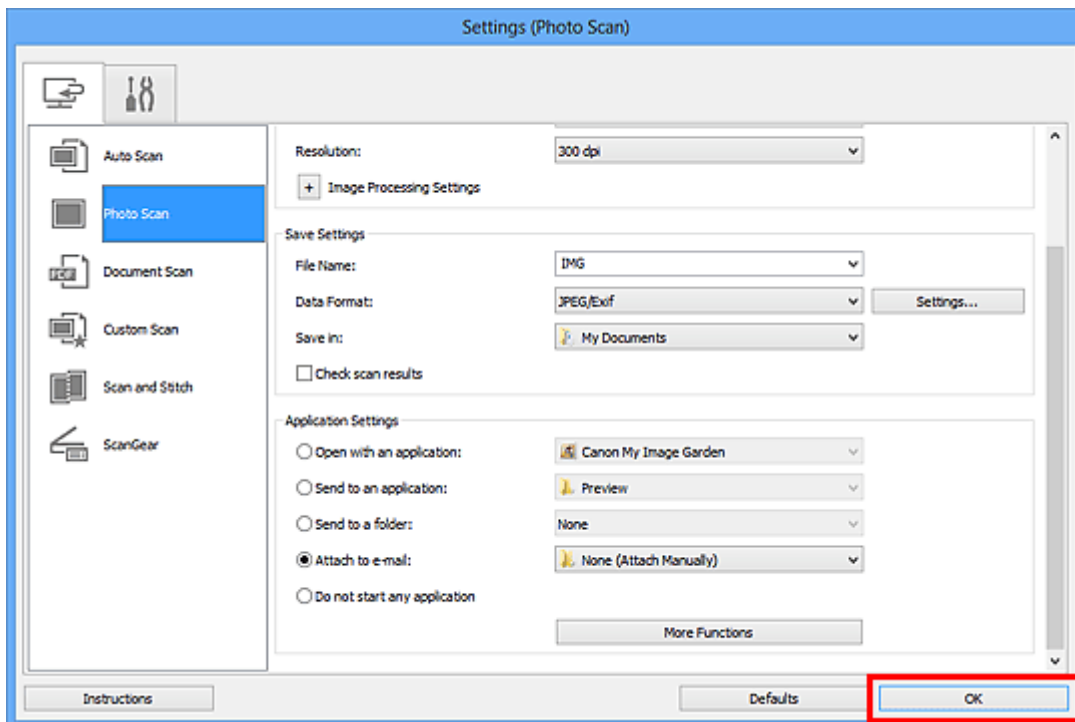 Settings (Photo Scan)
Auto Scan
Photo Scan
Document Scan
Custom Scan
Scan and Stitch
ScanGear
Resolution: 300 dpi
+ Image Processing Settings
Save Settings
File Name: IMG
Data Format: JPEG/Exif Settings...
Save in: My Documents
Check scan results
Application Settings
Open with an application: Canon My Image Garden
Send to an application: Preview
Send to a folder: None
Attach to e-mail: None (Attach Manually)
Do not start any application
More Functions
Instructions Defaults OK